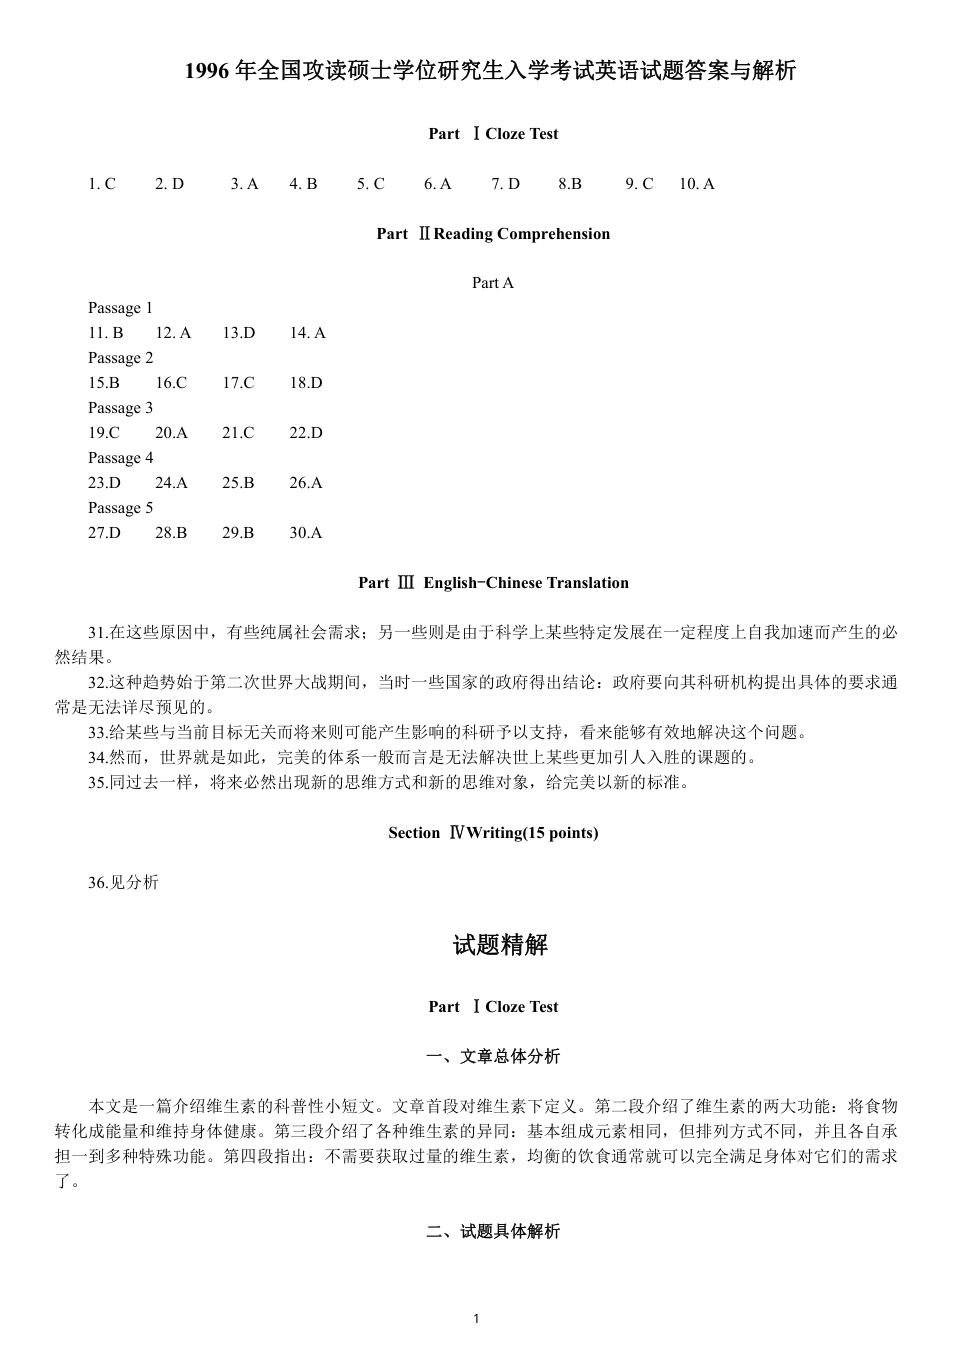 1996 年全国攻读硕士学位研究生入学考试英语试题答案与解析
Part Ⅰ Cloze Test
1. C 2. D 3. A 4. B 5. C 6. A 7. D 8.B 9. C 10. A
Part Ⅱ Reading Comprehension
Part A
Passage 1
11. B 12. A 13.D 14. A
Passage 2
15.B 16.C 17.C 18.D
Passage 3
19.C 20.A 21.C 22.D
Passage 4
23.D 24.A 25.B 26.A
Passage 5
27.D 28.B 29.B 30.A
Part Ⅲ English-Chinese Translation
31.在这些原因中，有些纯属社会需求；另一些则是由于科学上某些特定发展在一定程度上自我加速而产生的必
然结果。
32.这种趋势始于第二次世界大战期间，当时一些国家的政府得出结论：政府要向其科研机构提出具体的要求通
常是无法详尽预见的。
33.给某些与当前目标无关而将来则可能产生影响的科研予以支持，看来能够有效地解决这个问题。
34.然而，世界就是如此，完美的体系一般而言是无法解决世上某些更加引人入胜的课题的。
35.同过去一样，将来必然出现新的思维方式和新的思维对象，给完美以新的标准。
Section ⅣWriting(15 points)
36.见分析
试题精解
Part Ⅰ Cloze Test
一、文章总体分析
本文是一篇介绍维生素的科普性小短文。文章首段对维生素下定义。第二段介绍了维生素的两大功能：将食物
转化成能量和维持身体健康。第三段介绍了各种维生素的异同：基本组成元素相同，但排列方式不同，并且各自承
担一到多种特殊功能。第四段指出：不需要获取过量的维生素，均衡的饮食通常就可以完全满足身体对它们的需求
了。
二、试题具体解析
1